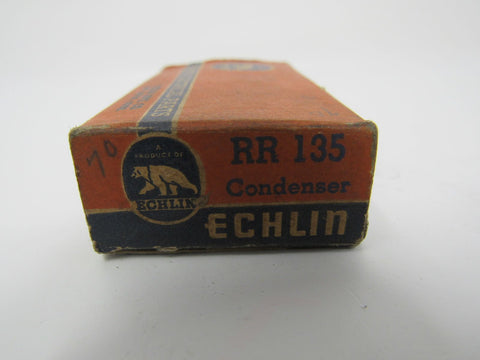 70
A
PRODUCT OF
ECHLIN
RR 135
Condenser
ECHLIN